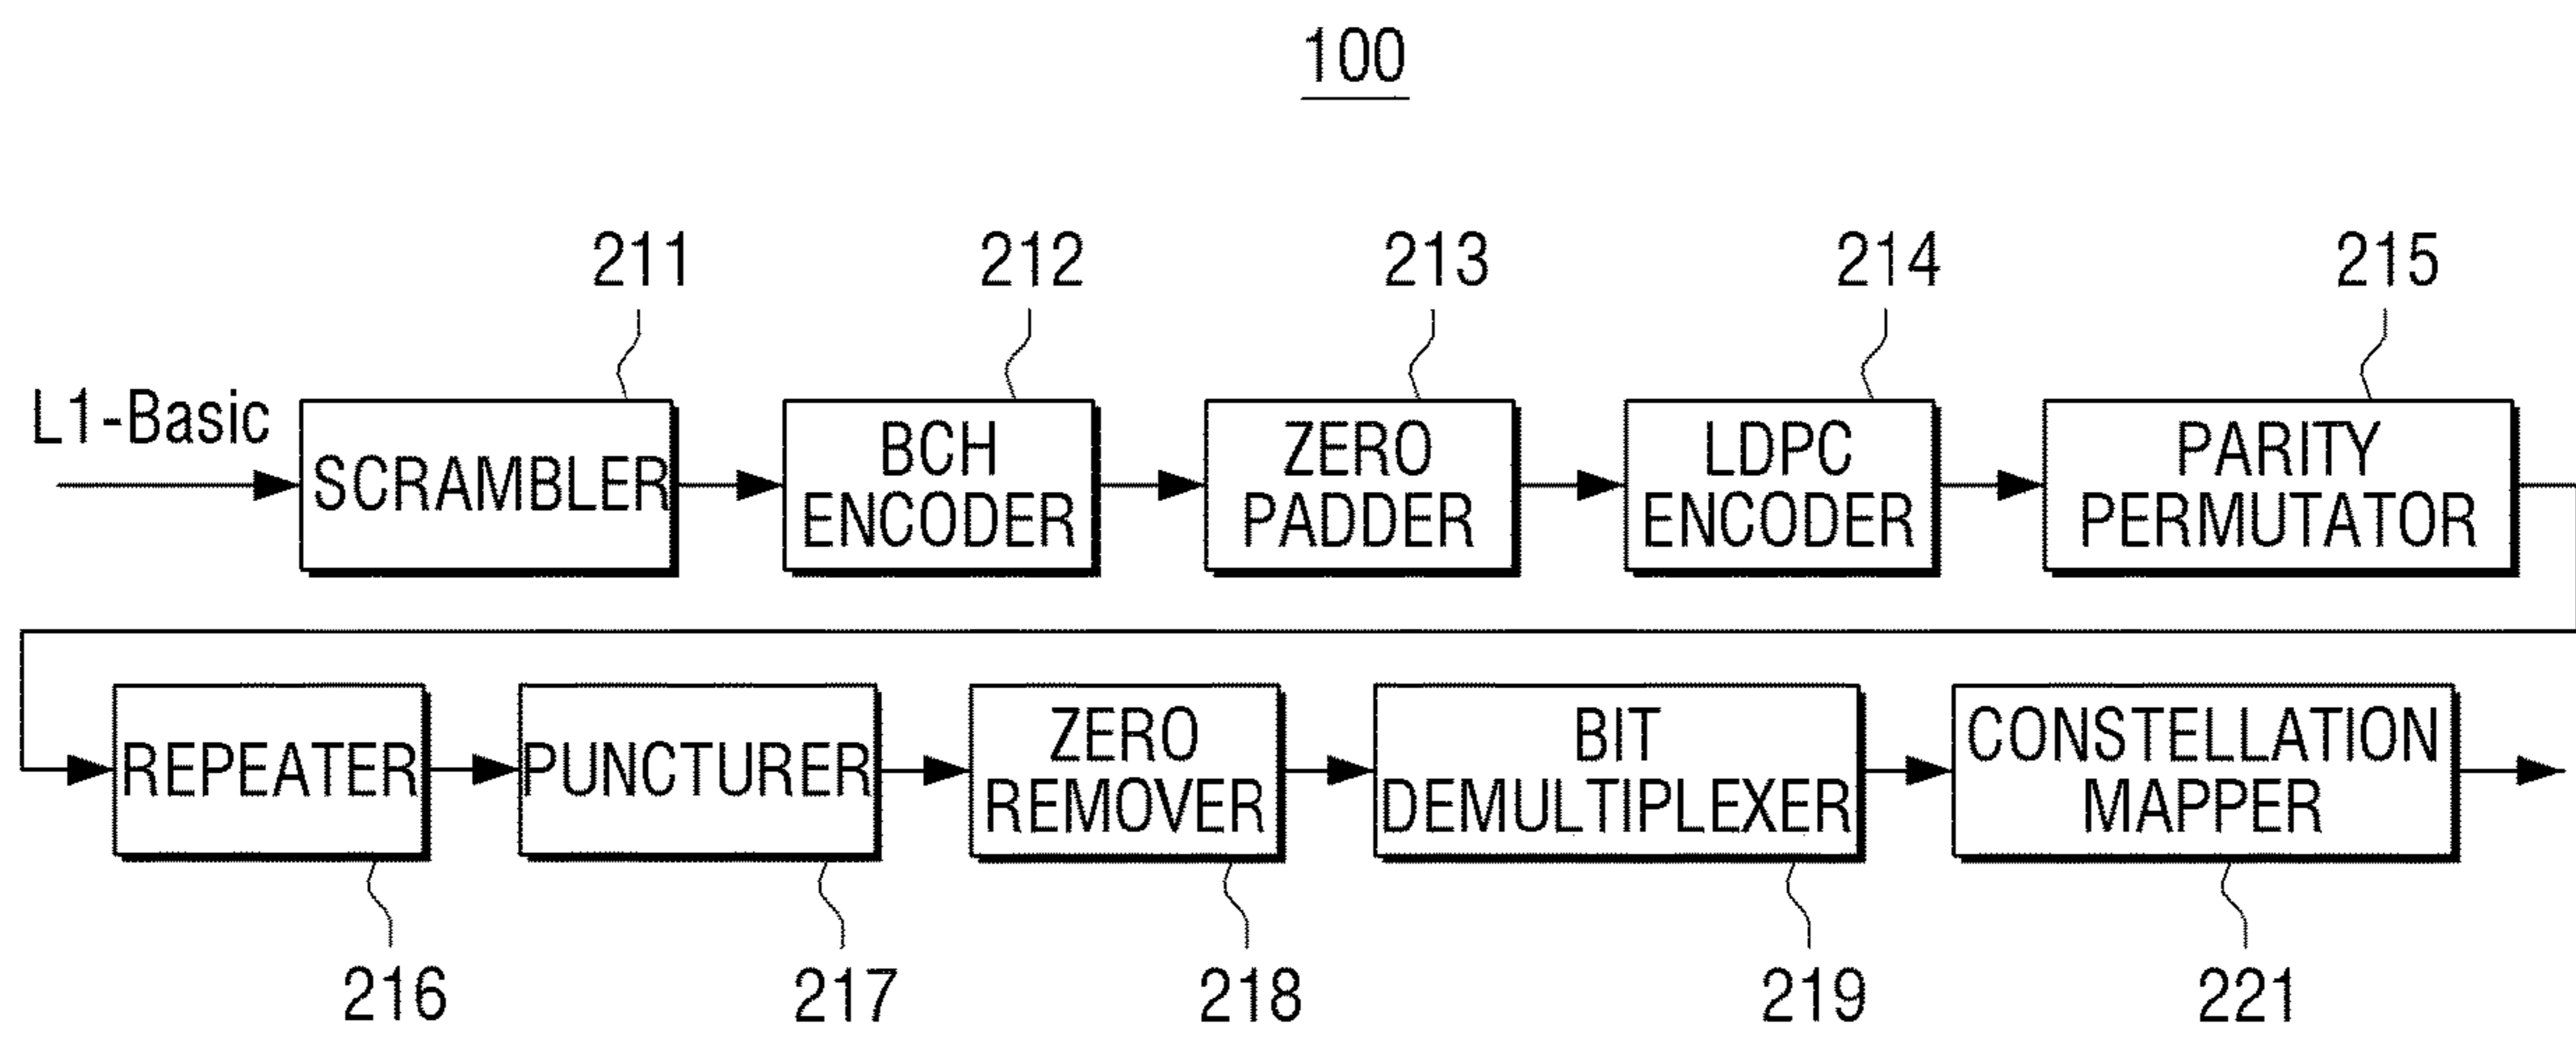 100
211
212
213
214
215
L1-Basic
SCRAMBLER
BCH
ENCODER
ZERO
PADDER
LDPC
ENCODER
PARITY
PERMUTATOR
REPEATER
PUNCTURER
ZERO
REMOVER
BIT
DEMULTIPLEXER
CONSTELLATION
MAPPER
216
217
218
219
221